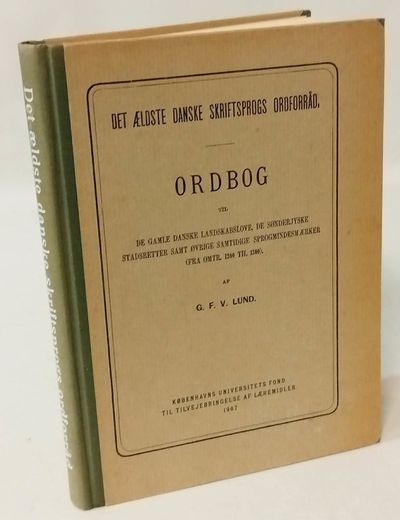 DET ÆLDSTE DANSKE SKRIFTSPROGS ORDFORRÅD.
ORDBOG
TIL
DE GAMLE DANSKE LANDSKABSLOVE, DE SØNDERJYSKE
STADSRETTER SAMT ØVRIGE SAMTIDIGE SPROGMINDESMÆRKER
(FRA OMTR. 1200 TIL 1300).
AF
G. F. V. LUND.
KØBENHAVNS UNIVERSITETS FOND
TIL TILVEJEBRINGELSE AF LÆREMIDLER
1967
Det ældste danske skriftsprogs ordforråd